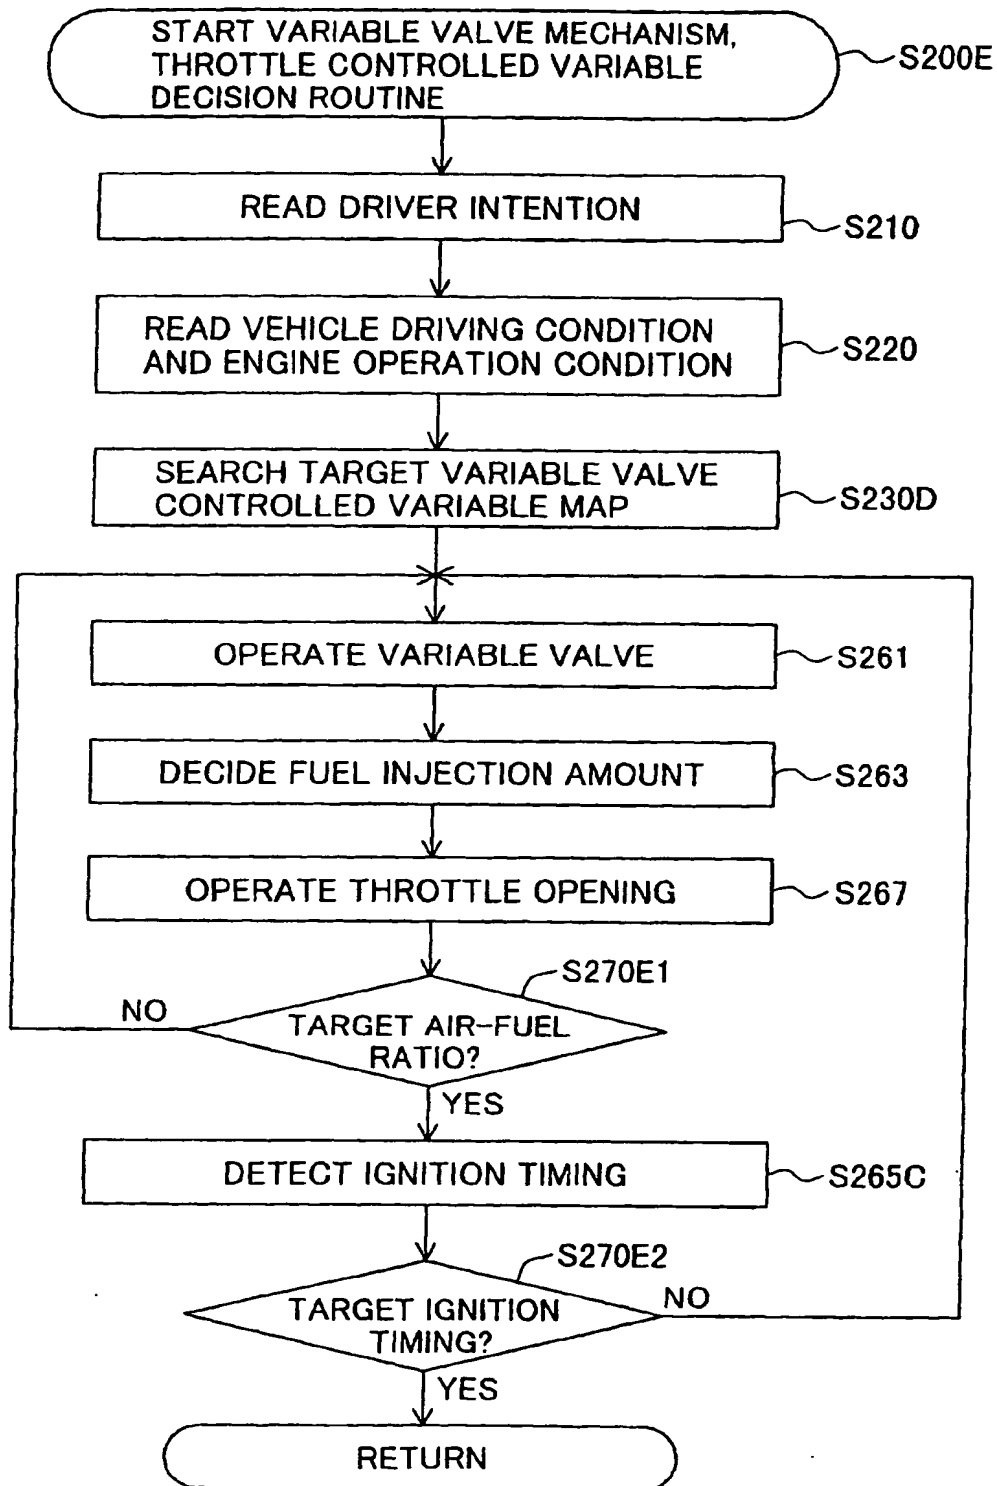 START VARIABLE VALVE MECHANISM,
THROTTLE CONTROLLED VARIABLE
DECISION ROUTINE
S200E
READ DRIVER INTENTION
S210
READ VEHICLE DRIVING CONDITION
AND ENGINE OPERATION CONDITION
S220
SEARCH TARGET VARIABLE VALVE
CONTROLLED VARIABLE MAP
S230D
OPERATE VARIABLE VALVE
S261
DECIDE FUEL INJECTION AMOUNT
S263
OPERATE THROTTLE OPENING
S267
S270E1
NO
TARGET AIR-FUEL
RATIO?
YES
DETECT IGNITION TIMING
S265C
S270E2
TARGET IGNITION
TIMING?
NO
YES
RETURN